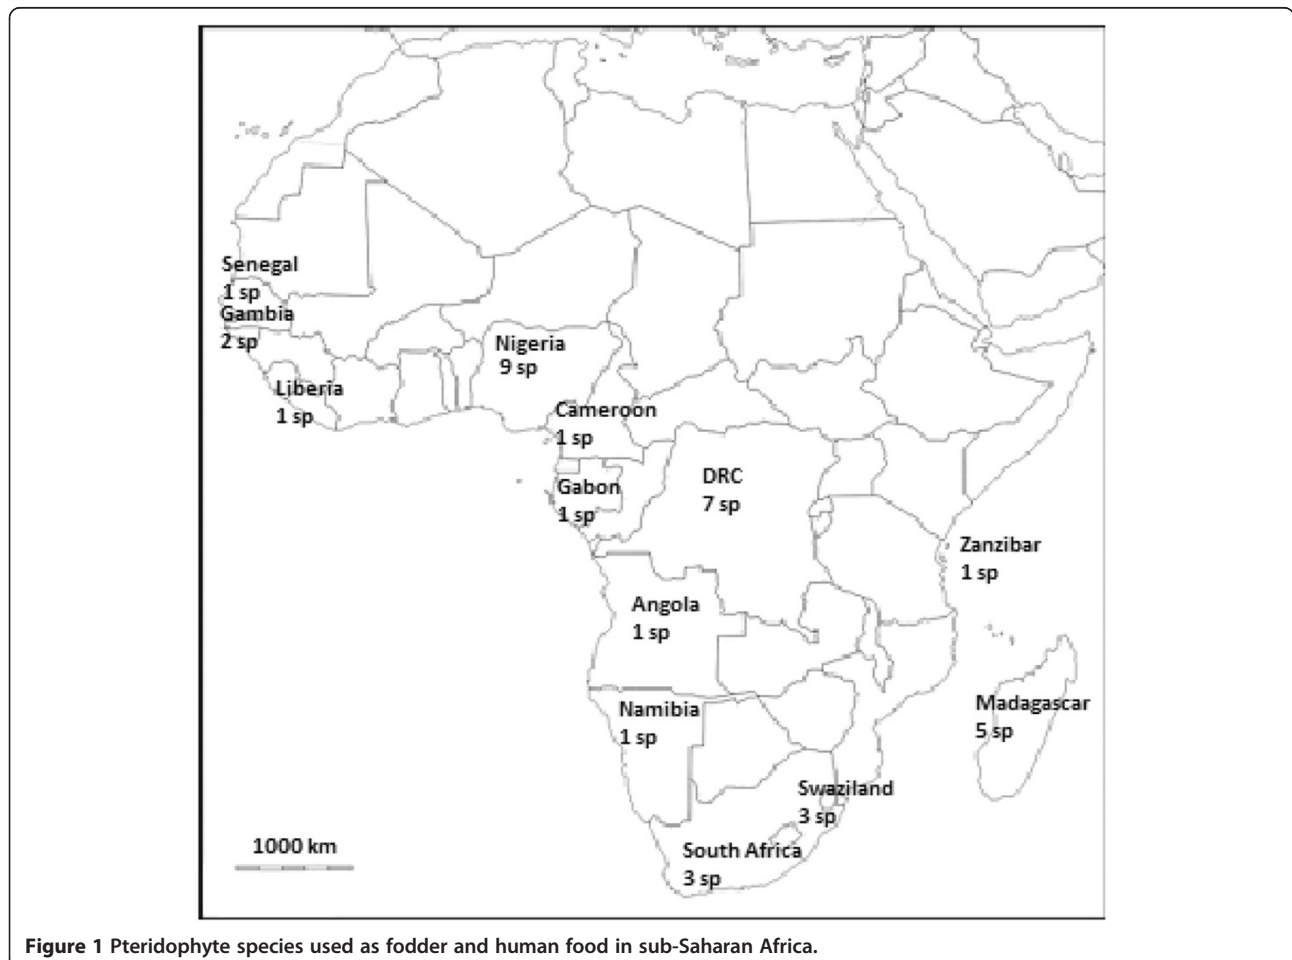 Senegal
1 sp
Gambia
2 sp
Nigeria
9 sp
Liberia
1 sp
Cameroon
1 sp
Gabon
1 sp
DRC
7 sp
Zanzibar
1 sp
Angola
1 sp
Namibia
1 sp
Madagascar
5 sp
Swaziland
3 sp
South Africa
3 sp
1000 km
Figure 1 Pteridophyte species used as fodder and human food in sub-Saharan Africa.